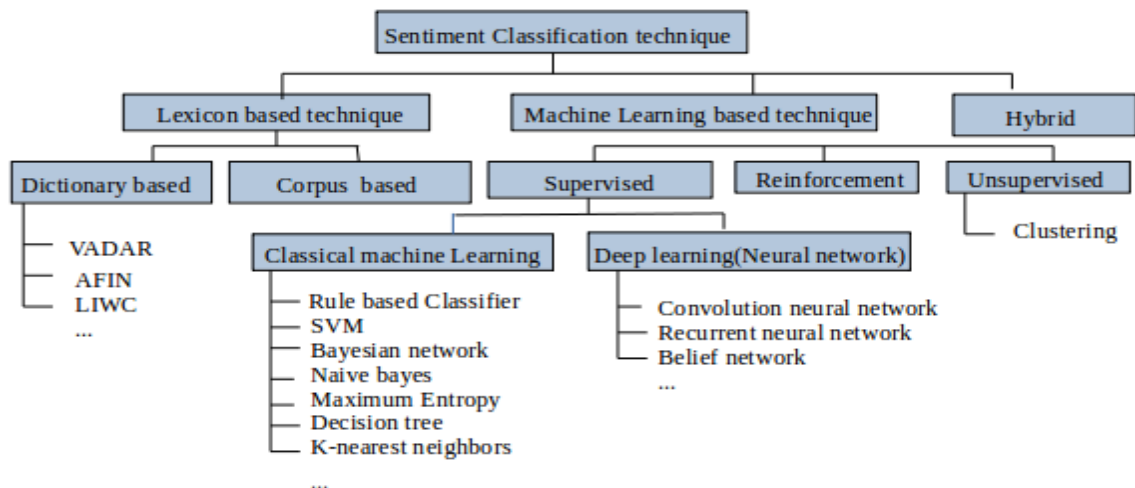 Sentiment Classification technique
Lexicon based technique
Machine Learning based technique
Hybrid
Dictionary based
Corpus based
Supervised
Reinforcement
Unsupervised
VADAR
AFIN
LIWC
...
Classical machine Learning
Deep learning(Neural network)
Clustering
Rule based Classifier
SVM
Bayesian network
Naive bayes
Maximum Entropy
Decision tree
K-nearest neighbors
...
Convolution neural network
Recurrent neural network
Belief network
...